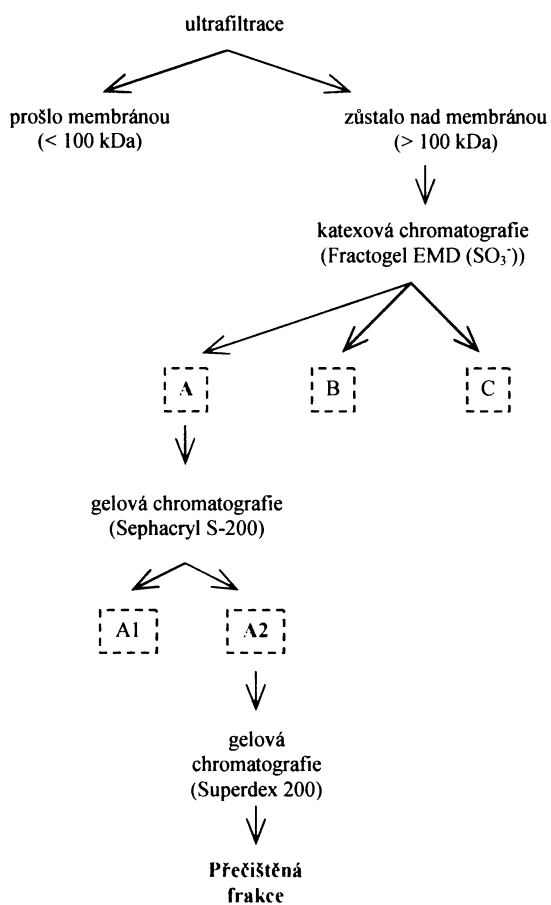 ultrafiltrace
prošlo membránou
(< 100 kDa)
zůstalo nad membránou
(> 100 kDa)
katexová chromatografie
(Fractogel EMD (SO₃⁻))
A
B
C
gelová chromatografie
(Sephacryl S-200)
A1
A2
gelová
chromatografie
(Superdex 200)
Přečištěná
frakce